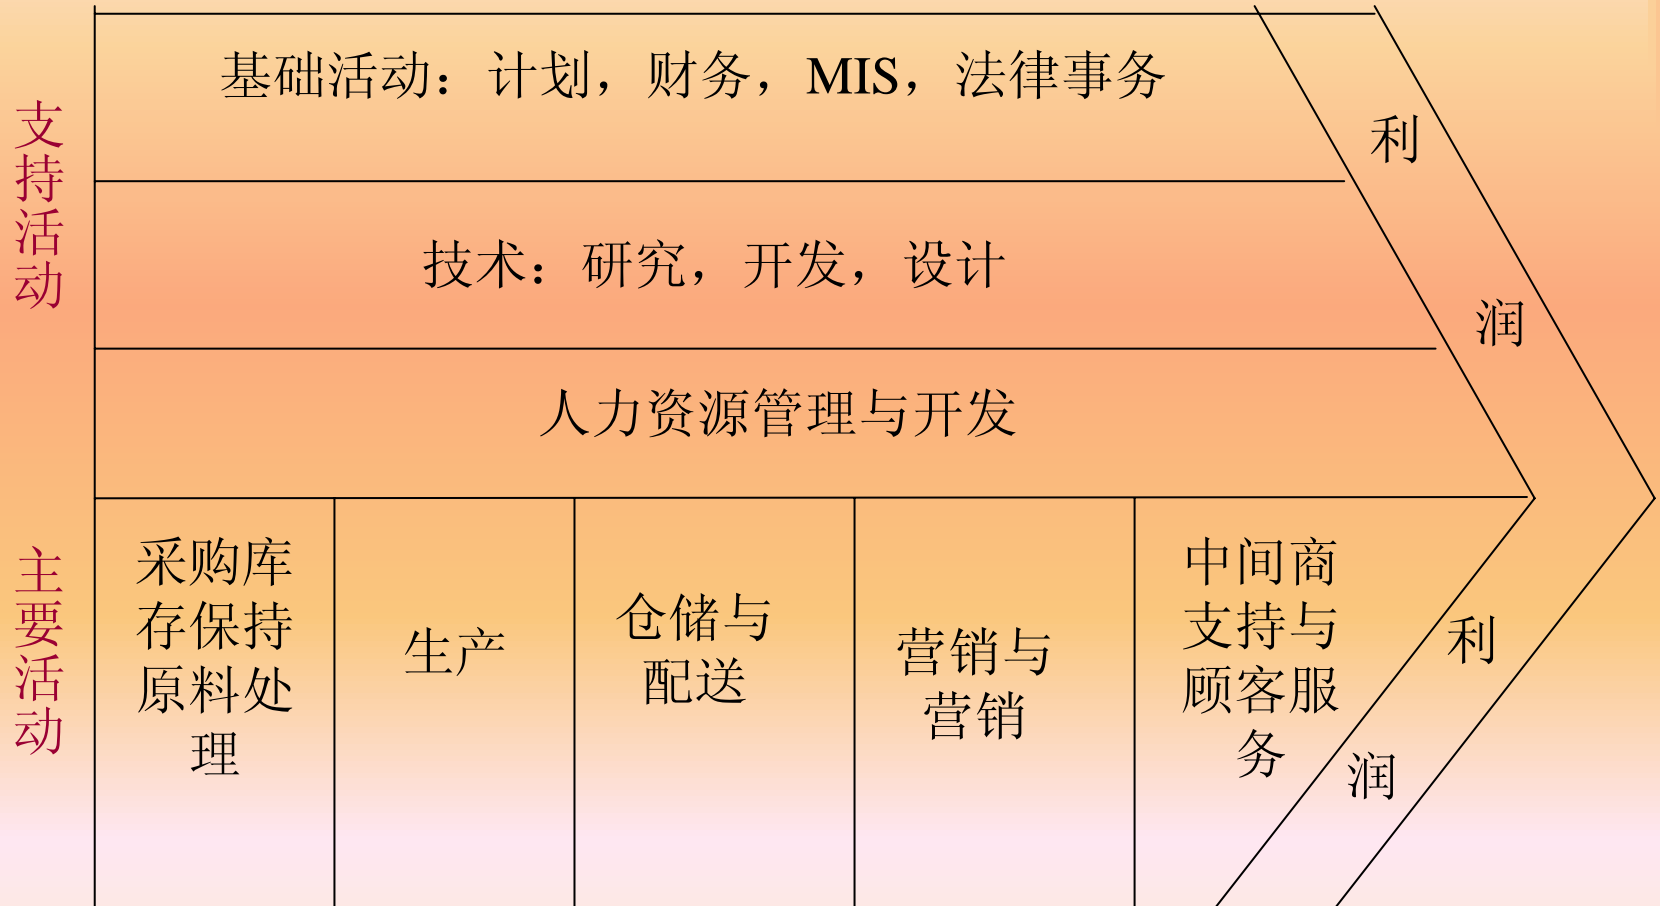 支持活动
基础活动：计划，财务，MIS，法律事务
技术：研究，开发，设计
人力资源管理与开发
利
润
主要活动
采购库
存保持
原料处
理
生产
仓储与
配送
营销与
营销
中间商
支持与
顾客服
务
利
润